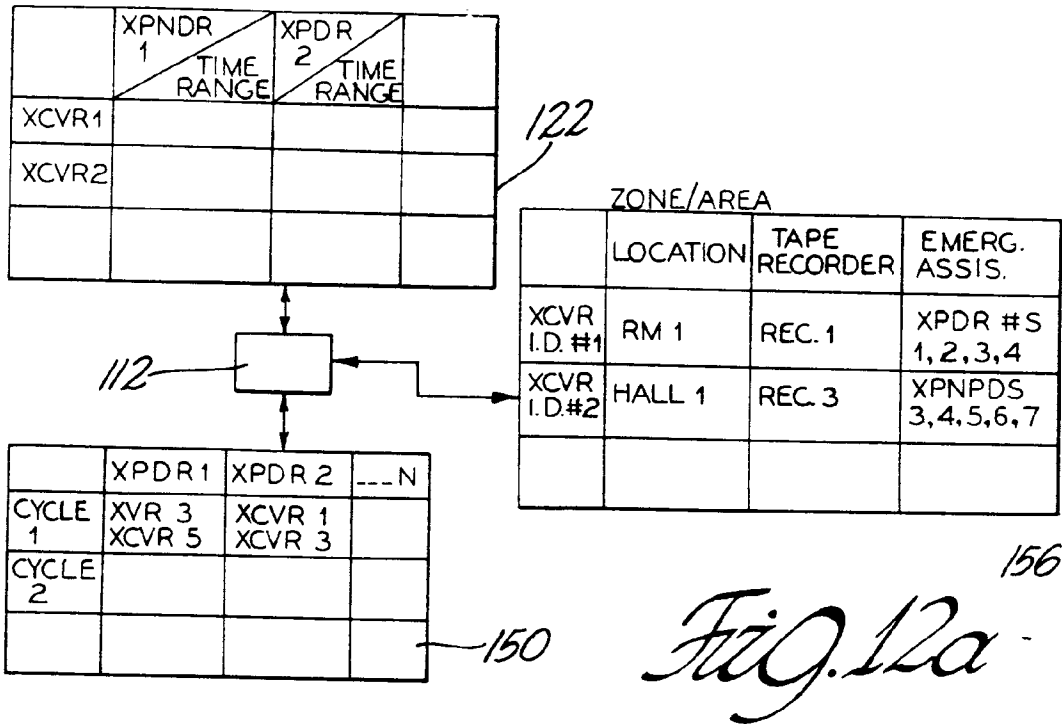 XPNDR
1
TIME
RANGE
XPDR
2
TIME
RANGE
XCVR1
XCVR2
122
112
ZONE/AREA
LOCATION
TAPE
RECORDER
EMERG.
ASSIS.
XCVR
I.D. #1
RM 1
REC. 1
XPDR #S
1,2,3,4
XCVR
I.D.#2
HALL 1
REC. 3
XPNPDS
3,4,5,6,7
156
XPDR1
XPDR 2
___N
CYCLE
1
XVR 3
XCVR 5
XCVR 1
XCVR 3
CYCLE
2
150
Fig. 12a